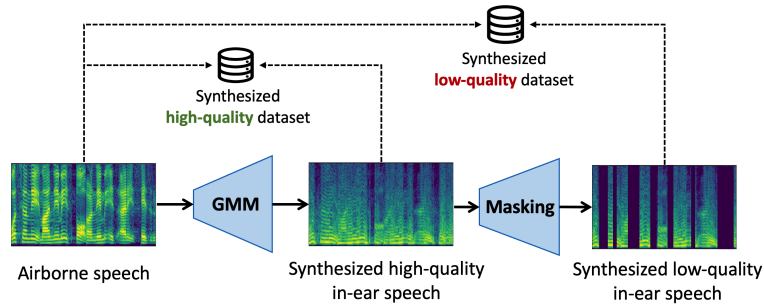 Synthesized
low-quality dataset
Synthesized
high-quality dataset
GMM
Masking
Airborne speech
Synthesized high-quality
in-ear speech
Synthesized low-quality
in-ear speech